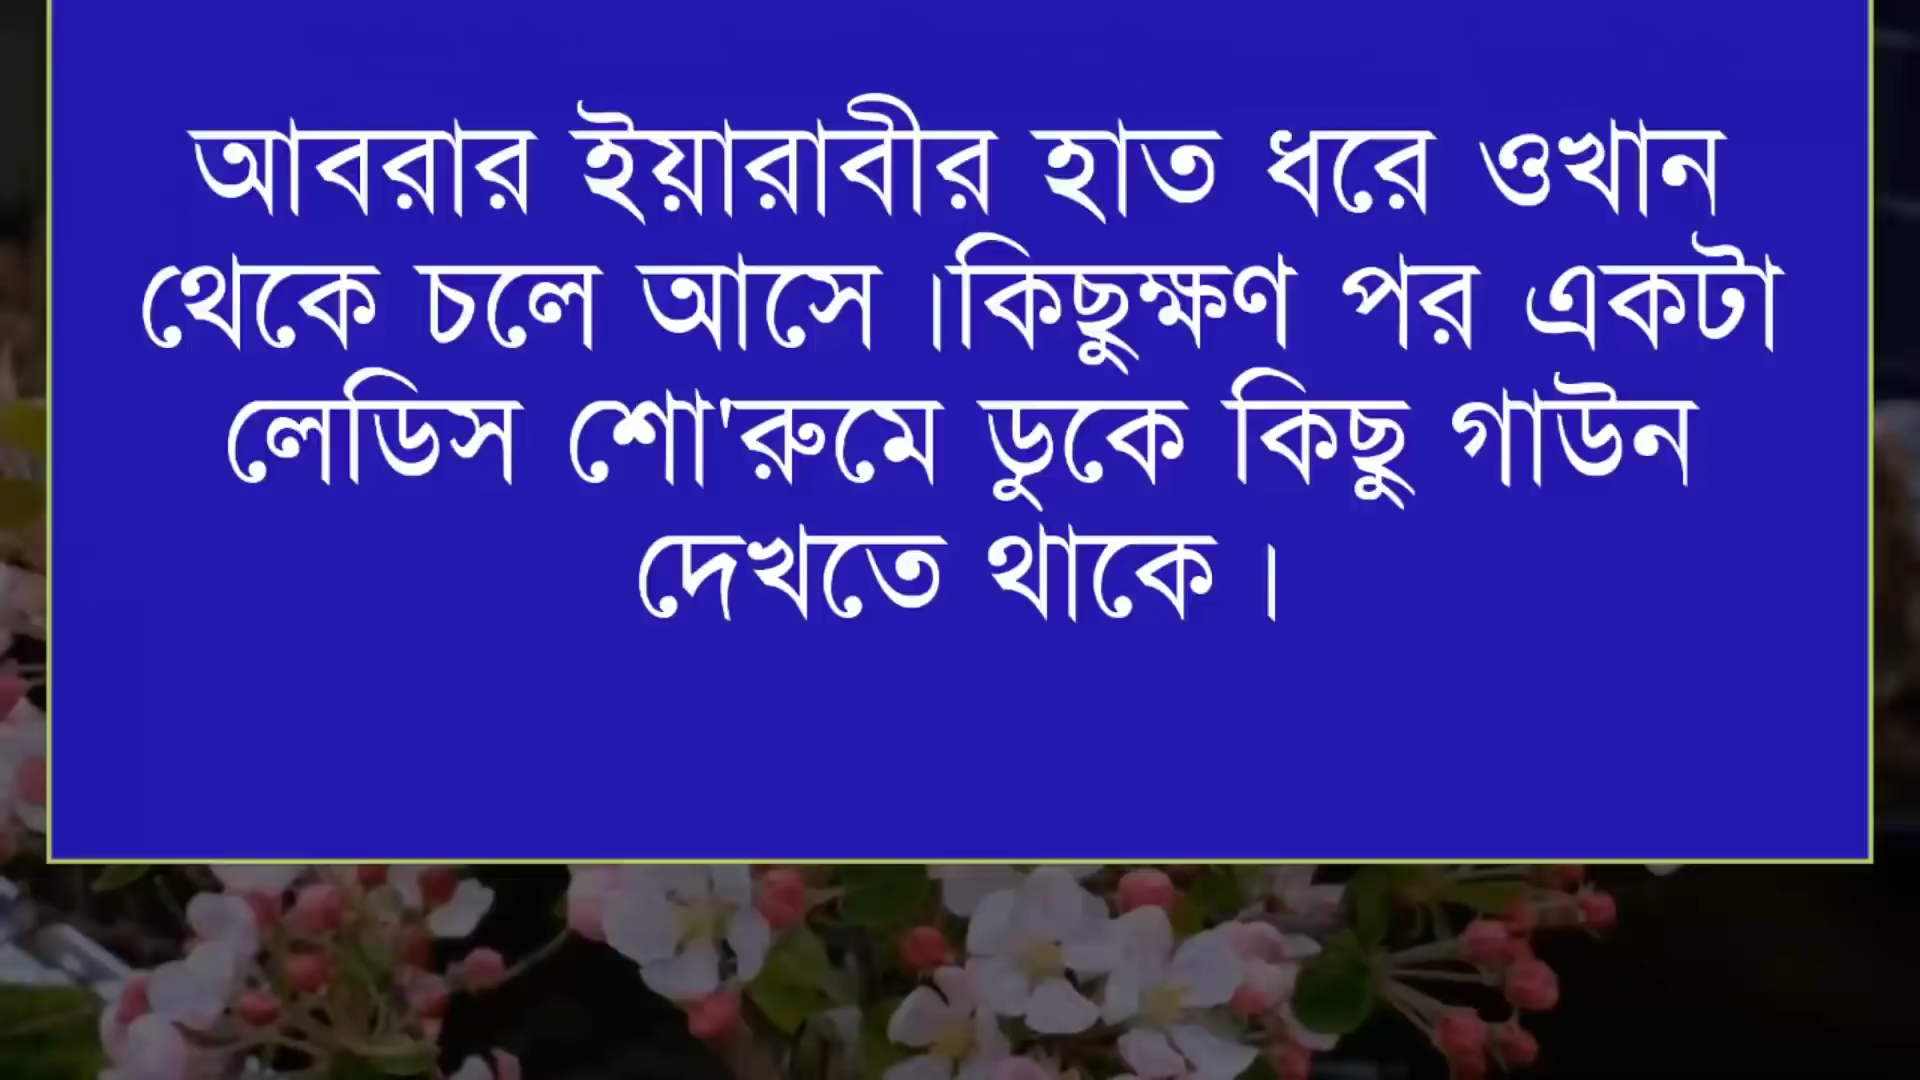 আবরার ইয়ারাবীর হাত ধরে ওখান
থেকে চলে আসে ।কিছুক্ষণ পর একটা
লেডিস শো'রুমে ডুকে কিছু গাউন
দেখতে থাকে ।